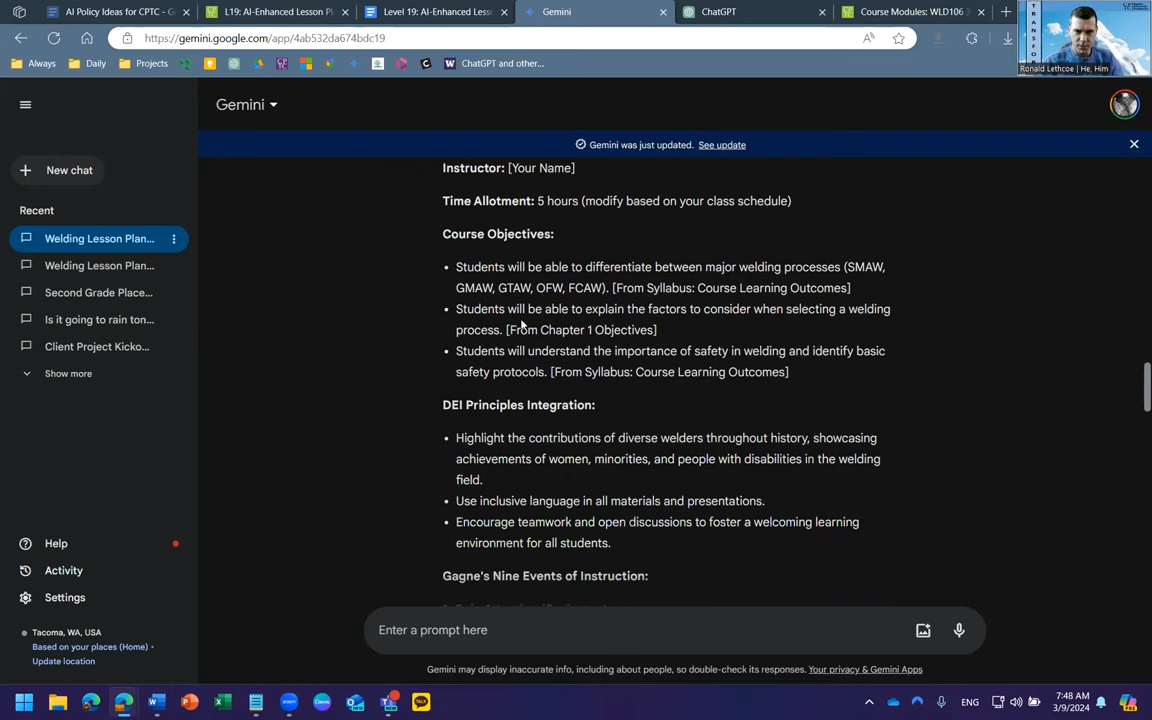 AI Policy Ideas for CPTC - G
L19: AI-Enhanced Lesson Pl
Level 19: AI-Enhanced Lesse
Gemini
ChatGPT
Course Modules: WLD106 3
https://gemini.google.com/app/4ab532da674bdc19
Always
Daily
Projects
ChatGPT and other...
TRANSFOR
Ronald Lethcoe | He, Him
Gemini
Gemini was just updated. See update
New chat
Recent
Welding Lesson Plan...
Welding Lesson Plan...
Second Grade Place...
Is it going to rain ton...
Client Project Kicko...
Show more
Help
Activity
Settings
Tacoma, WA, USA
Based on your places (Home) •
Update location
Instructor: [Your Name]
Time Allotment: 5 hours (modify based on your class schedule)
Course Objectives:
• Students will be able to differentiate between major welding processes (SMAW,
GMAW, GTAW, OFW, FCAW). [From Syllabus: Course Learning Outcomes]
• Students will be able to explain the factors to consider when selecting a welding
process. [From Chapter 1 Objectives]
• Students will understand the importance of safety in welding and identify basic
safety protocols. [From Syllabus: Course Learning Outcomes]
DEI Principles Integration:
• Highlight the contributions of diverse welders throughout history, showcasing
achievements of women, minorities, and people with disabilities in the welding
field.
• Use inclusive language in all materials and presentations.
• Encourage teamwork and open discussions to foster a welcoming learning
environment for all students.
Gagne's Nine Events of Instruction:
Enter a prompt here
Gemini may display inaccurate info, including about people, so double-check its responses. Your privacy & Gemini Apps
TALK
7:48 AM
3/9/2024